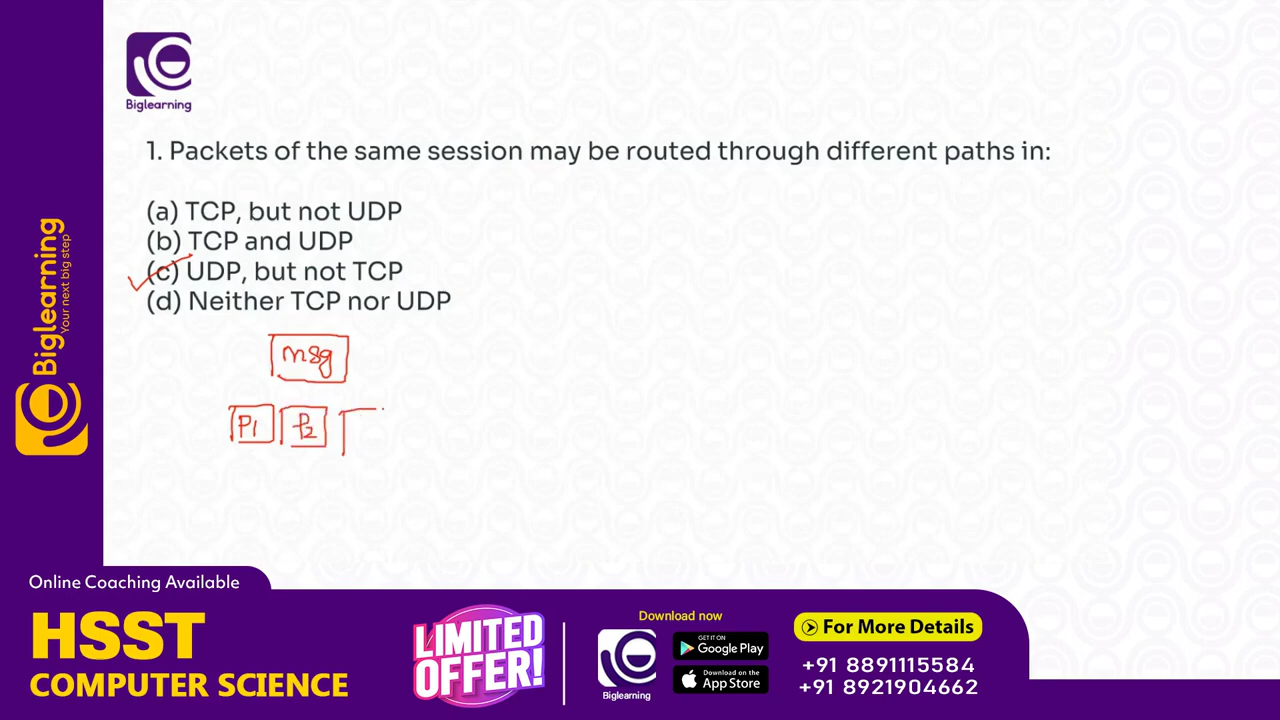 Biglearning
1. Packets of the same session may be routed through different paths in:
(a) TCP, but not UDP
(b) TCP and UDP
(c) UDP, but not TCP
(d) Neither TCP nor UDP
msg
P1 P2
Biglearning
Your next big step
Online Coaching Available
HSST
COMPUTER SCIENCE
LIMITED
OFFER!
Download now
Biglearning
GET IT ON
Google Play
Download on the
App Store
For More Details
+91 8891115584
+91 8921904662